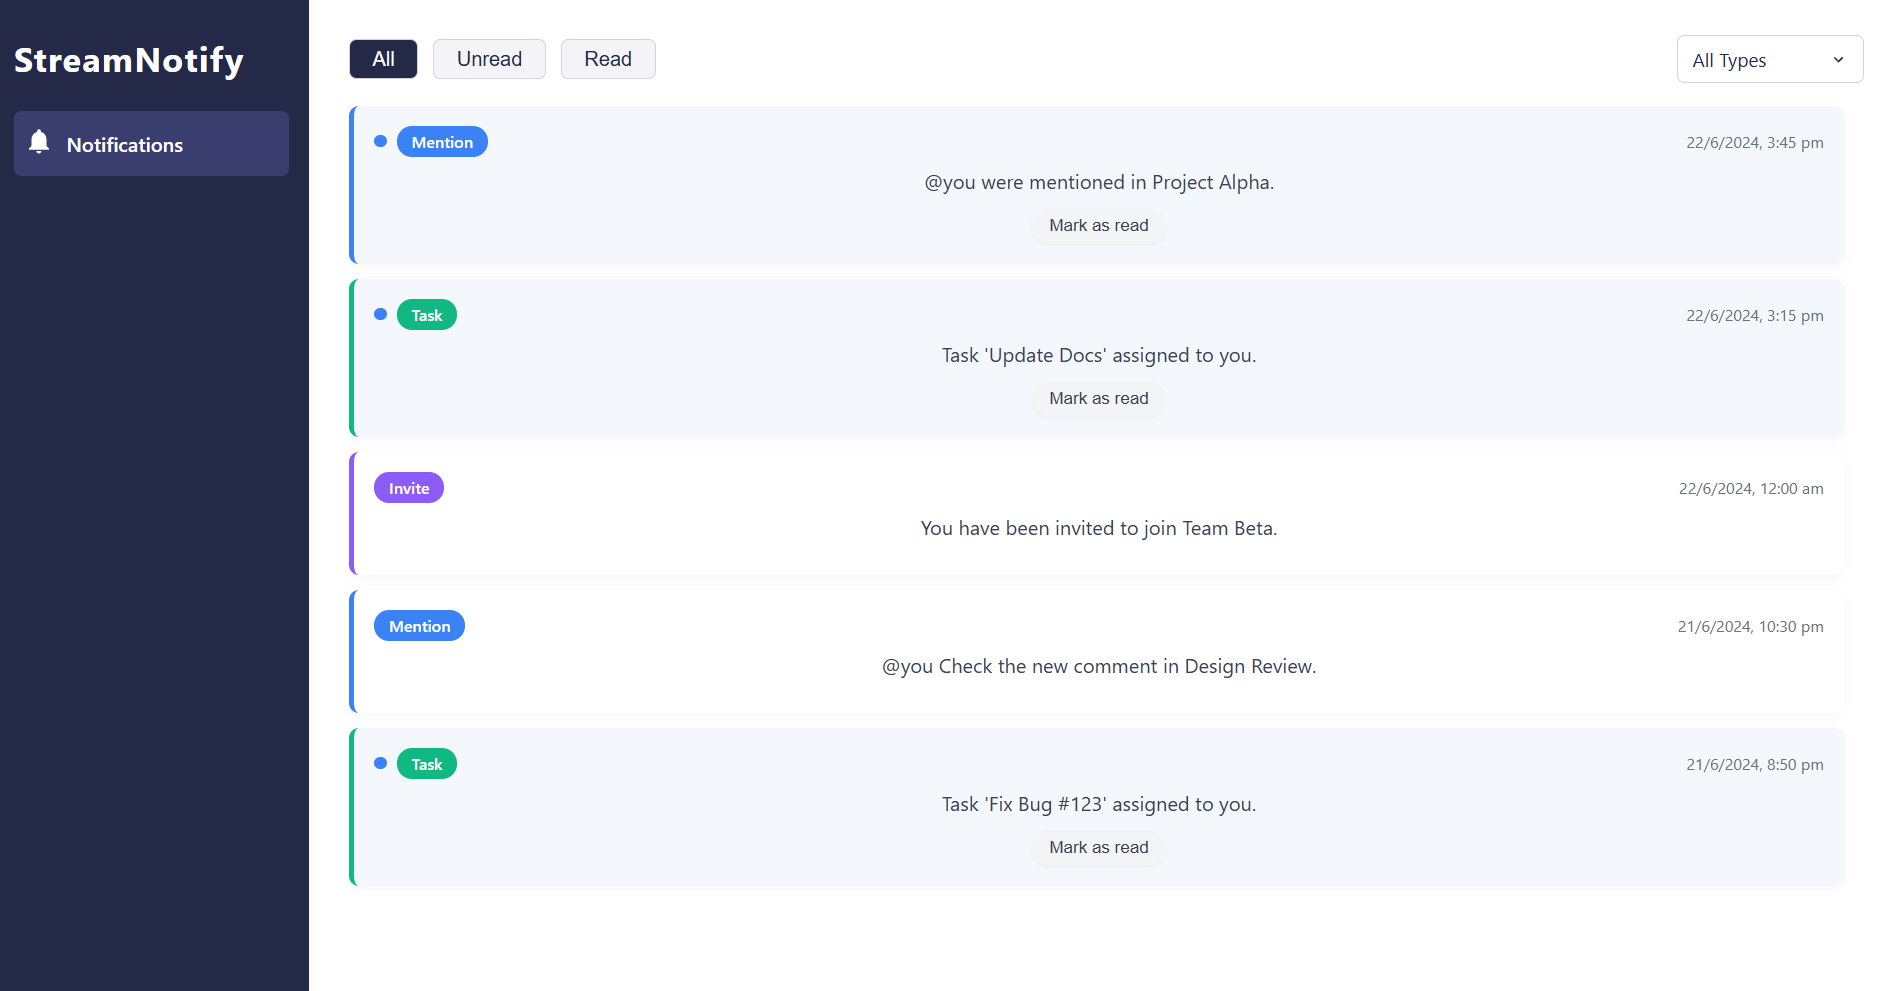 StreamNotify
Notifications
All
Unread
Read
All Types
Mention
22/6/2024, 3:45 pm
@you were mentioned in Project Alpha.
Mark as read
Task
22/6/2024, 3:15 pm
Task 'Update Docs' assigned to you.
Mark as read
Invite
22/6/2024, 12:00 am
You have been invited to join Team Beta.
Mention
21/6/2024, 10:30 pm
@you Check the new comment in Design Review.
Task
21/6/2024, 8:50 pm
Task 'Fix Bug #123' assigned to you.
Mark as read